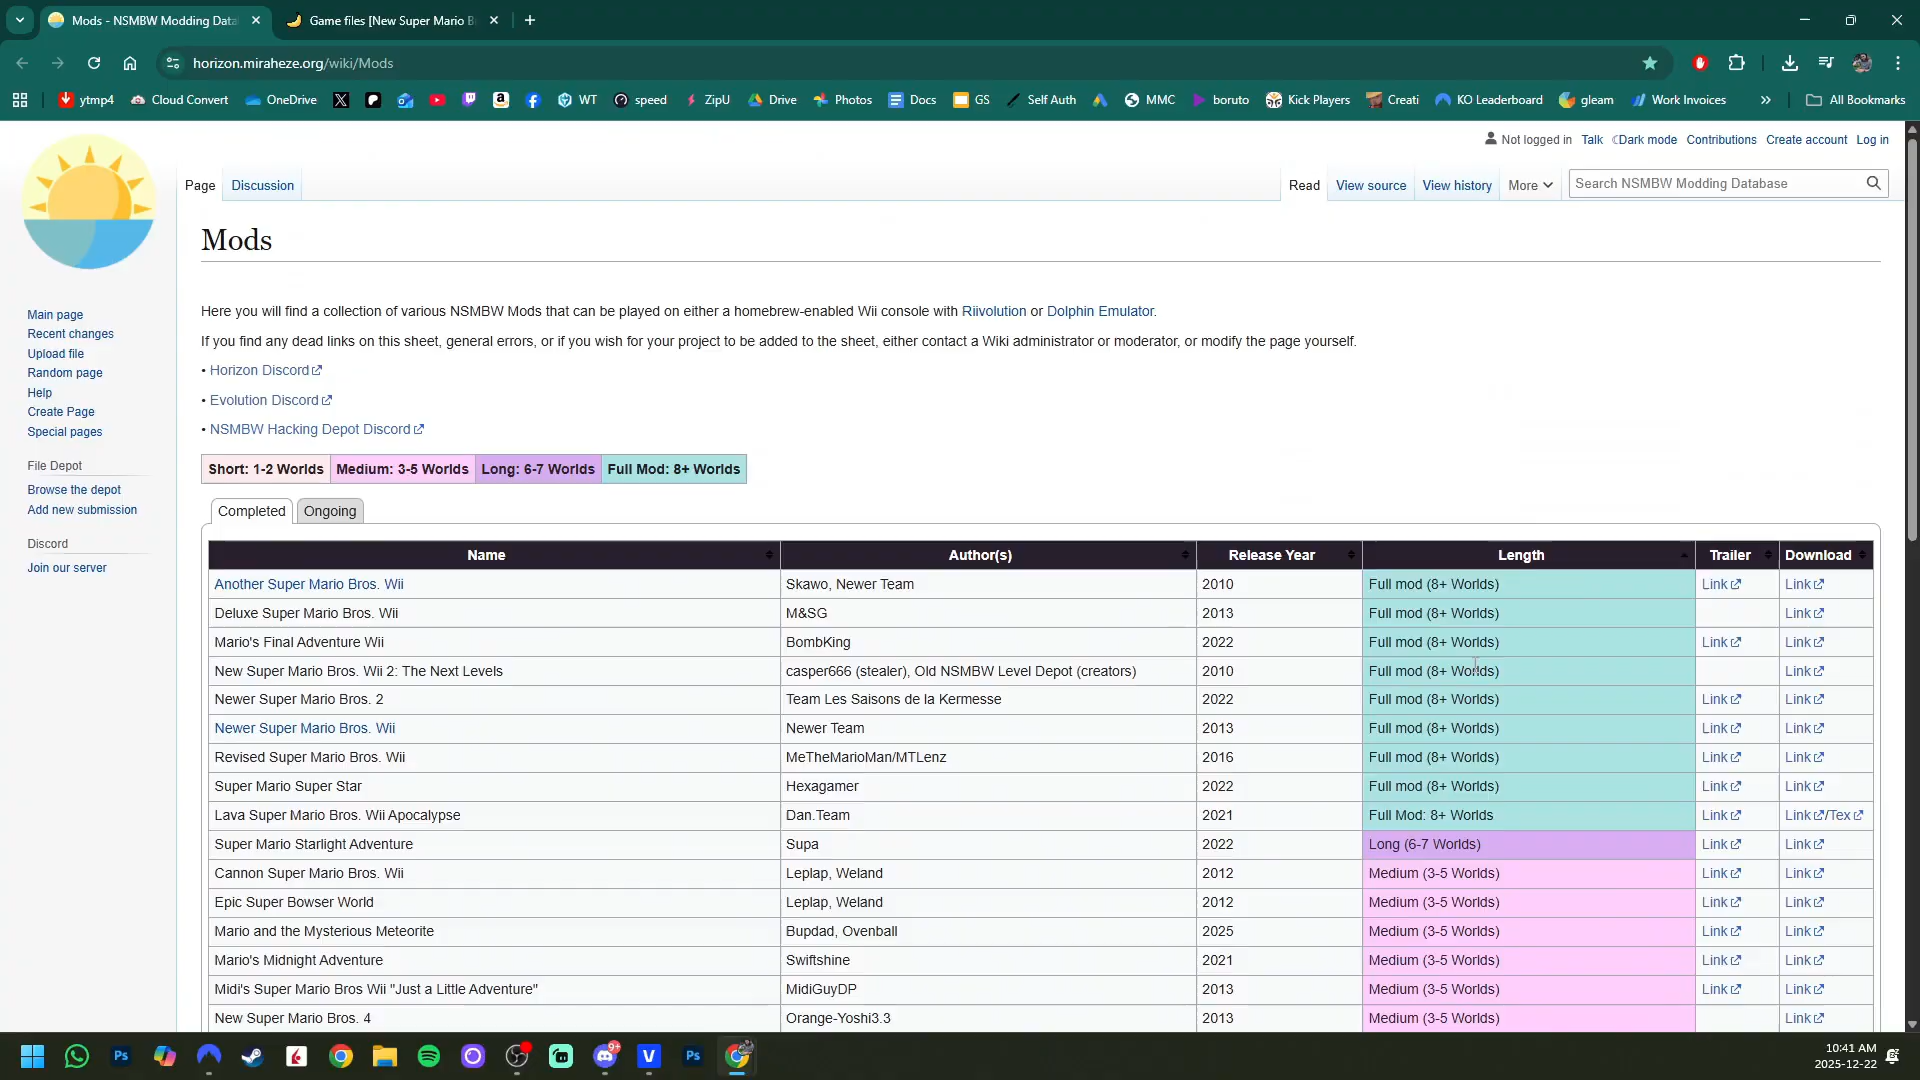 Mods - NSMBW Modding Data
Game files [New Super Mario B
horizon.miraheze.org/wiki/Mods
ytmp4
Cloud Convert
OneDrive
WT
speed
ZipU
Drive
Photos
Docs
GS
Self Auth
MMC
boruto
Kick Players
Creati
KO Leaderboard
gleam
Work Invoices
»
All Bookmarks
Not logged in Talk Dark mode Contributions Create account Log in
Page Discussion
Read View source View history More
Search NSMBW Modding Database
Mods
Main page
Recent changes
Upload file
Random page
Help
Create Page
Special pages
File Depot
Browse the depot
Add new submission
Discord
Join our server
Here you will find a collection of various NSMBW Mods that can be played on either a homebrew-enabled Wii console with Riivolution or Dolphin Emulator.
If you find any dead links on this sheet, general errors, or if you wish for your project to be added to the sheet, either contact a Wiki administrator or moderator, or modify the page yourself.
• Horizon Discord
• Evolution Discord
• NSMBW Hacking Depot Discord
Short: 1-2 Worlds Medium: 3-5 Worlds Long: 6-7 Worlds Full Mod: 8+ Worlds
Completed Ongoing
Name Author(s) Release Year Length Trailer Download
Another Super Mario Bros. Wii Skawo, Newer Team 2010 Full mod (8+ Worlds) Link Link
Deluxe Super Mario Bros. Wii M&SG 2013 Full mod (8+ Worlds) Link
Mario's Final Adventure Wii BombKing 2022 Full mod (8+ Worlds) Link Link
New Super Mario Bros. Wii 2: The Next Levels casper666 (stealer), Old NSMBW Level Depot (creators) 2010 Full mod (8+ Worlds) Link
Newer Super Mario Bros. 2 Team Les Saisons de la Kermesse 2022 Full mod (8+ Worlds) Link Link
Newer Super Mario Bros. Wii Newer Team 2013 Full mod (8+ Worlds) Link Link
Revised Super Mario Bros. Wii MeTheMarioMan/MTLenz 2016 Full mod (8+ Worlds) Link Link
Super Mario Super Star Hexagamer 2022 Full mod (8+ Worlds) Link Link
Lava Super Mario Bros. Wii Apocalypse Dan.Team 2021 Full Mod: 8+ Worlds Link Link/Tex
Super Mario Starlight Adventure Supa 2022 Long (6-7 Worlds) Link Link
Cannon Super Mario Bros. Wii Leplap, Weland 2012 Medium (3-5 Worlds) Link Link
Epic Super Bowser World Leplap, Weland 2012 Medium (3-5 Worlds) Link Link
Mario and the Mysterious Meteorite Bupdad, Ovenball 2025 Medium (3-5 Worlds) Link Link
Mario's Midnight Adventure Swiftshine 2021 Medium (3-5 Worlds) Link Link
Midi's Super Mario Bros Wii "Just a Little Adventure" MidiGuyDP 2013 Medium (3-5 Worlds) Link Link
New Super Mario Bros. 4 Orange-Yoshi3.3 2013 Medium (3-5 Worlds) Link
Ps
9+
V
Ps
10:41 AM
2025-12-22